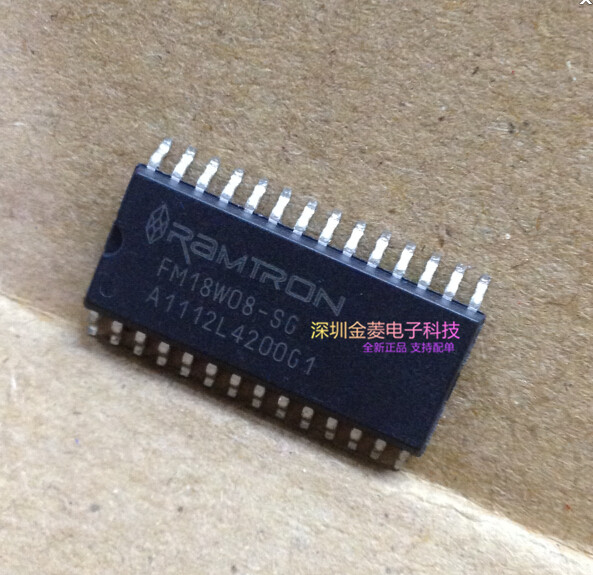 RAMTRON
FM18W08-SG
A1112L4200G1
深圳金菱电子科技
全新正品 支持配单